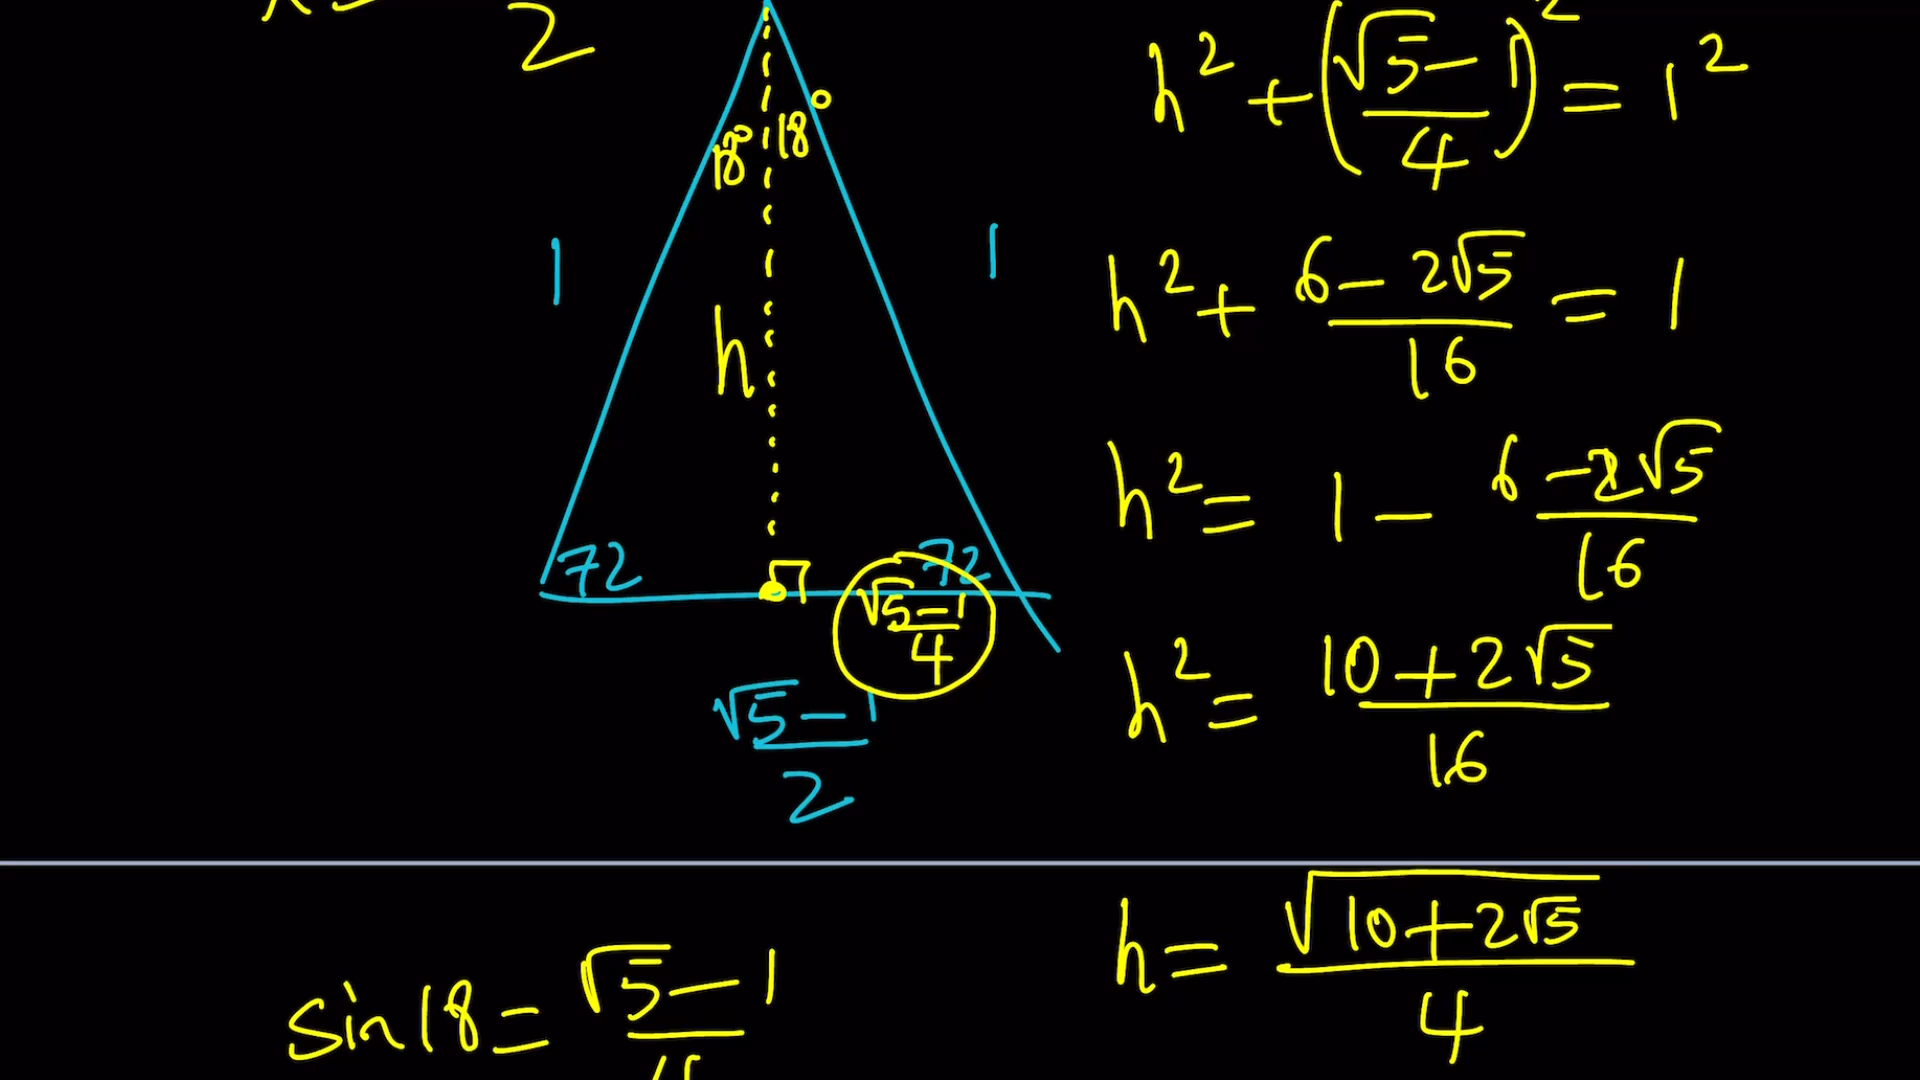 2
h² + (√5 − 1 / 4)² = 1²
18° 18°
1 1
h² + 6 − 2√5 / 16 = 1
h
h² = 1 − 6 − 2√5 / 16
72 72
√5 − 1 / 4
h² = 10 + 2√5 / 16
√5 − 1 / 2
h = √(10 + 2√5) / 4
sin 18 = √5 − 1 / 4